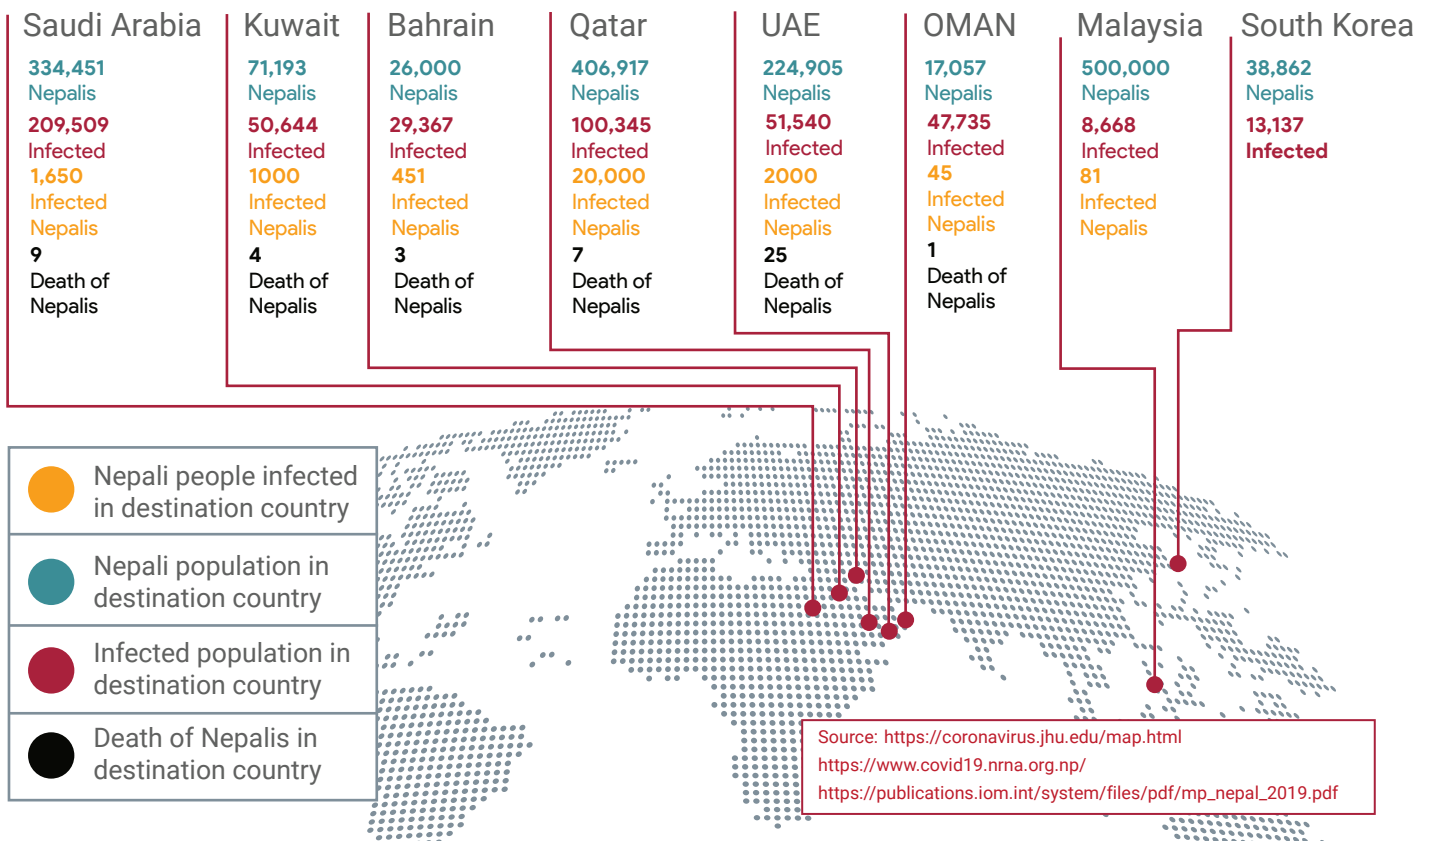 Saudi Arabia
334,451
Nepalis
209,509
Infected
1,650
Infected
Nepalis
9
Death of
Nepalis
Kuwait
71,193
Nepalis
50,644
Infected
1000
Infected
Nepalis
4
Death of
Nepalis
Bahrain
26,000
Nepalis
29,367
Infected
451
Infected
Nepalis
3
Death of
Nepalis
Qatar
406,917
Nepalis
100,345
Infected
20,000
Infected
Nepalis
7
Death of
Nepalis
UAE
224,905
Nepalis
51,540
Infected
2000
Infected
Nepalis
25
Death of
Nepalis
OMAN
17,057
Nepalis
47,735
Infected
45
Infected
Nepalis
1
Death of
Nepalis
Malaysia
500,000
Nepalis
8,668
Infected
81
Infected
Nepalis
South Korea
38,862
Nepalis
13,137
Infected
Nepali people infected
in destination country
Nepali population in
destination country
Infected population in
destination country
Death of Nepalis in
destination country
Source: https://coronavirus.jhu.edu/map.html
https://www.covid19.nrna.org.np/
https://publications.iom.int/system/files/pdf/mp_nepal_2019.pdf